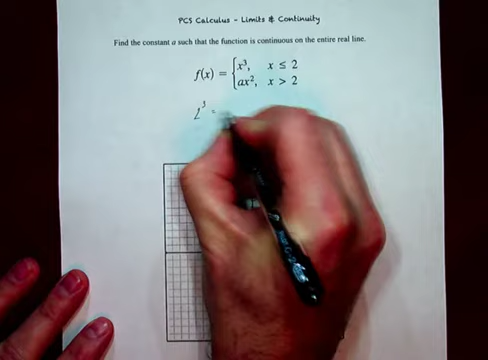 PCS Calculus - Limits & Continuity
Find the constant a such that the function is continuous on the entire real line.
f(x) = { x³, x ≤ 2
ax², x > 2
2³ =